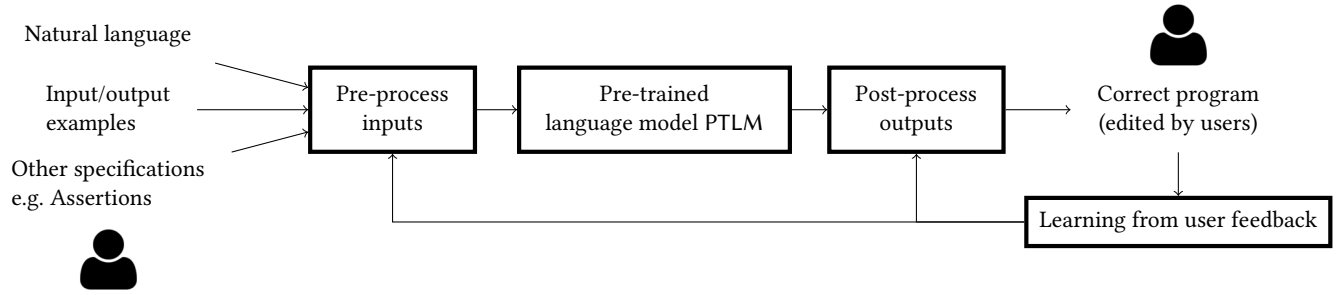 Natural language
Input/output
examples
Other specifications
e.g. Assertions
Pre-process
inputs
Pre-trained
language model PTLM
Post-process
outputs
Correct program
(edited by users)
Learning from user feedback